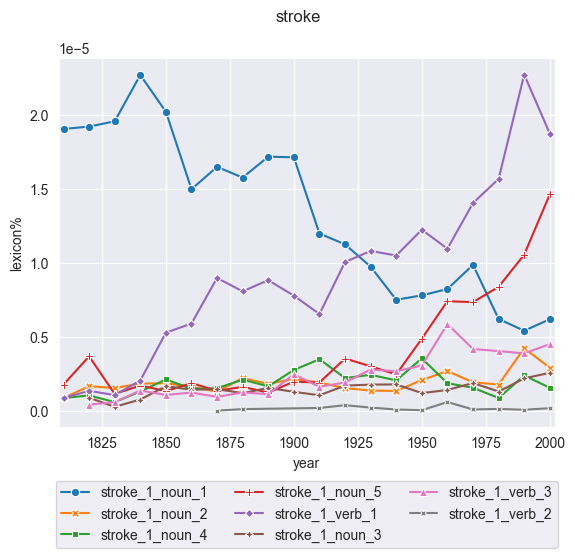 stroke
1e−5
2.0
1.5
1.0
0.5
0.0
lexicon%
1825 1850 1875 1900 1925 1950 1975 2000
year
stroke_1_noun_1 stroke_1_noun_5 stroke_1_verb_3
stroke_1_noun_2 stroke_1_verb_1 stroke_1_verb_2
stroke_1_noun_4 stroke_1_noun_3